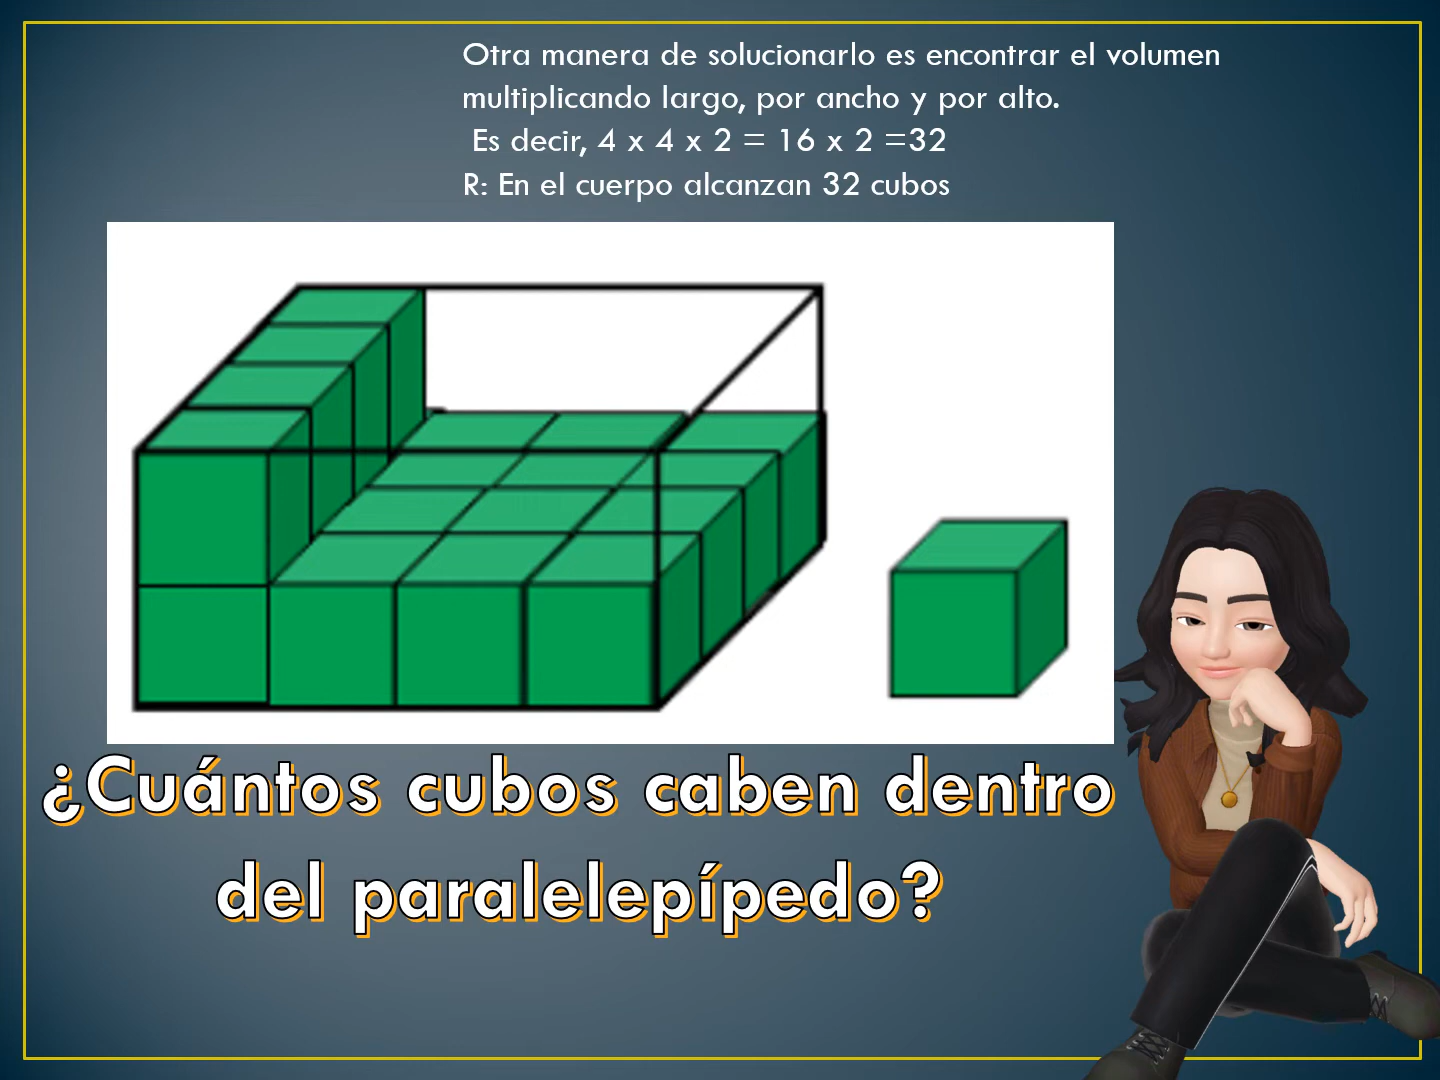 Otra manera de solucionarlo es encontrar el volumen
multiplicando largo, por ancho y por alto.
Es decir, 4 x 4 x 2 = 16 x 2 =32
R: En el cuerpo alcanzan 32 cubos
¿Cuántos cubos caben dentro
del paralelepípedo?